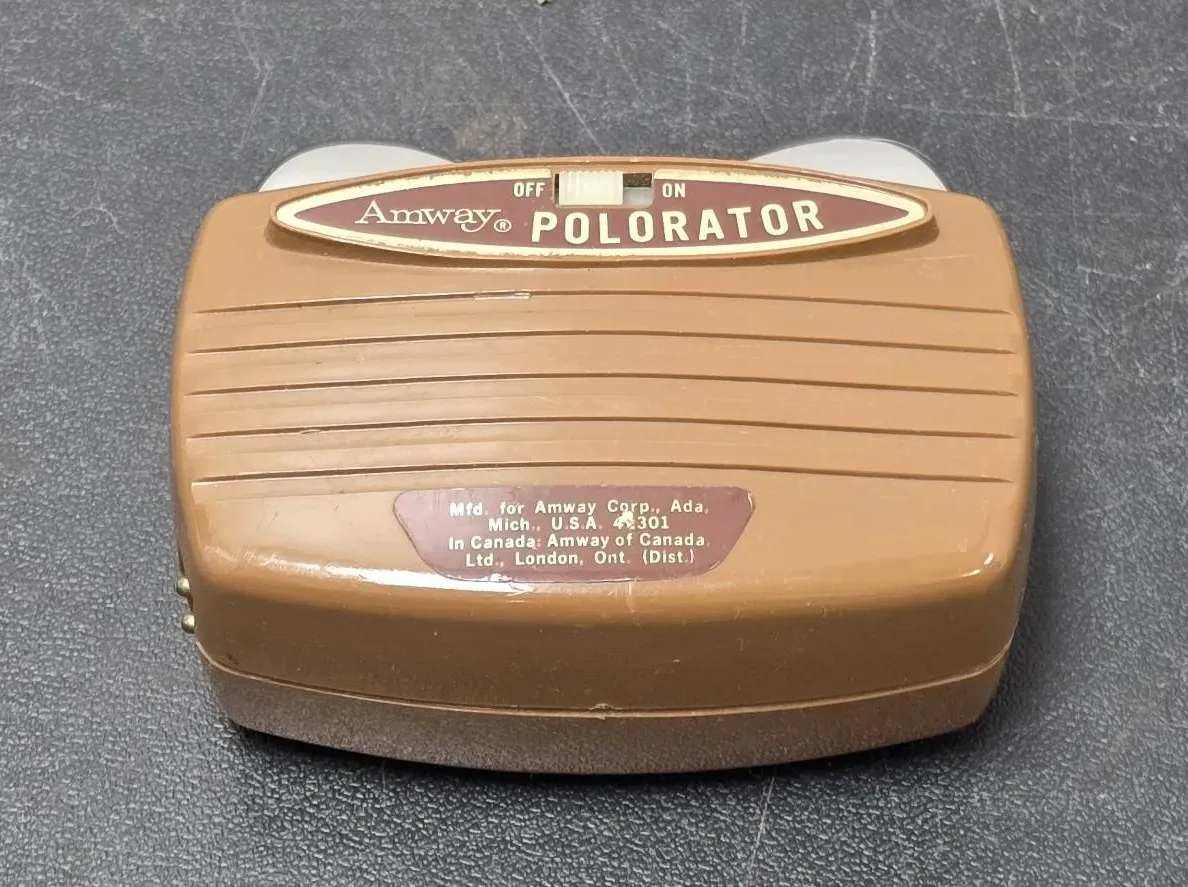 OFF ON
Amway® POLORATOR
Mfd. for Amway Corp., Ada,
Mich., U.S.A.
In Canada: Amway of Canada,
Ltd., London, Ont. (Dist.)